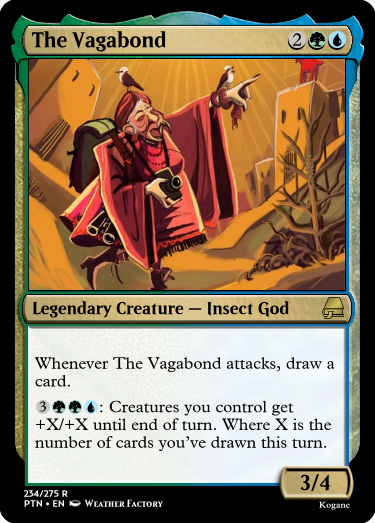 The Vagabond 2
Legendary Creature — Insect God
Whenever The Vagabond attacks, draw a
card.
3: Creatures you control get
+X/+X until end of turn. Where X is the
number of cards you've drawn this turn.
3/4
234/275 R
PTN • EN Weather Factory
Kogane